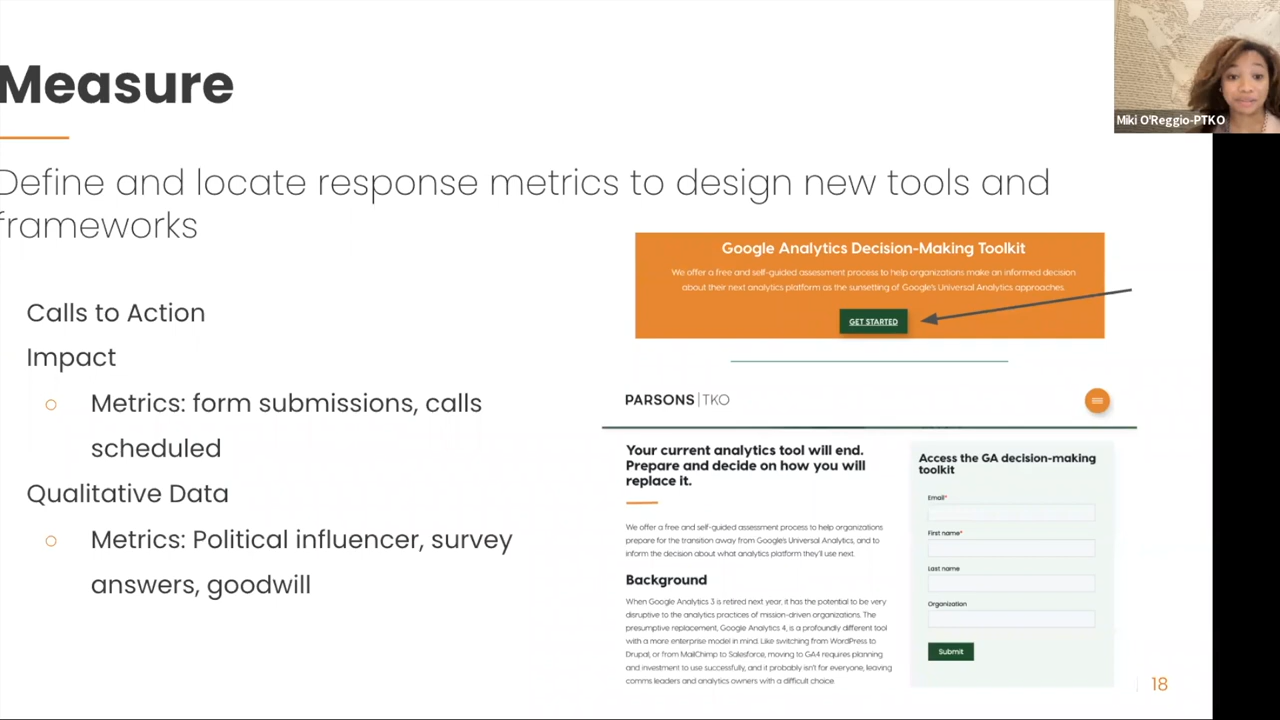 Measure
Define and locate response metrics to design new tools and
frameworks
Calls to Action
Impact
Metrics: form submissions, calls
scheduled
Qualitative Data
Metrics: Political influencer, survey
answers, goodwill
Google Analytics Decision-Making Toolkit
We offer a free and self-guided assessment process to help organizations make an informed decision
about their next analytics platform as the sunsetting of Google's Universal Analytics approaches.
GET STARTED
PARSONS|TKO
Your current analytics tool will end.
Prepare and decide on how you will
replace it.
We offer a free and self-guided assessment process to help organizations
prepare for the transition away from Google's Universal Analytics, and to
inform the decision about what analytics platform they'll use next.
Background
When Google Analytics 3 is retired next year, it has the potential to be very
disruptive to the analytics practices of mission-driven organizations. The
presumptive replacement, Google Analytics 4, is a profoundly different tool
with a more enterprise model in mind. Like switching from WordPress to
Drupal, or from MailChimp to Salesforce, moving to GA4 requires planning
and investment to use successfully, and it probably isn't for everyone, leaving
comms leaders and analytics owners with a difficult choice.
Access the GA decision-making
toolkit
Email*
First name*
Last name
Organization
Submit
18
Miki O'Reggio-PTKO